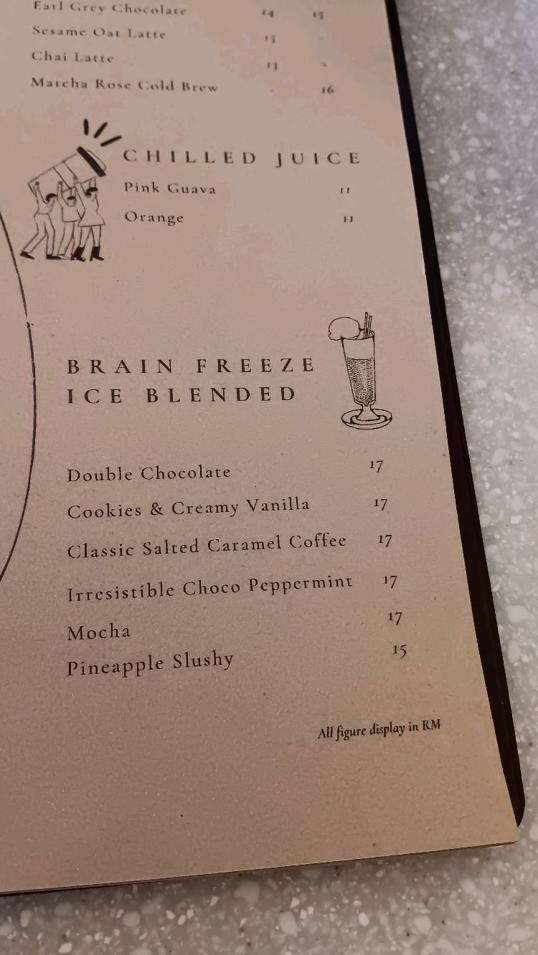 Earl Grey Chocolate 14 15
Sesame Oat Latte 15 -
Chai Latte 13 -
Matcha Rose Cold Brew - 16
CHILLED JUICE
Pink Guava 11
Orange 11
BRAIN FREEZE
ICE BLENDED
Double Chocolate 17
Cookies & Creamy Vanilla 17
Classic Salted Caramel Coffee 17
Irresistible Choco Peppermint 17
Mocha 17
Pineapple Slushy 15
All figure display in RM